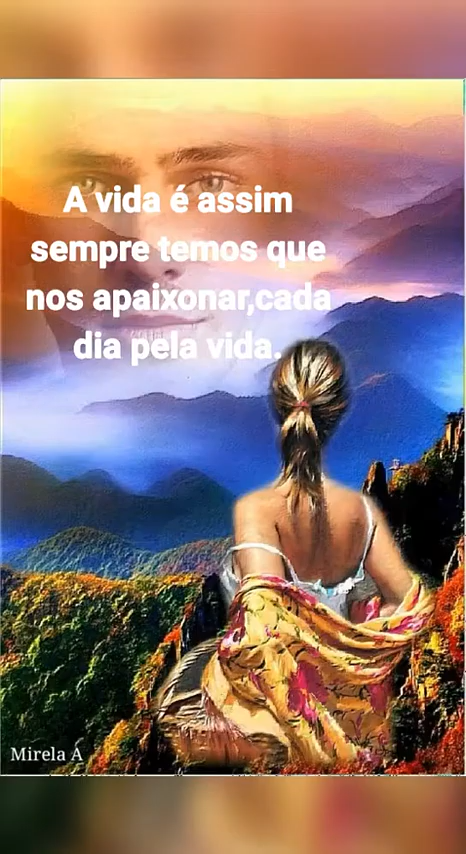 A vida é assim
sempre temos que
nos apaixonar,cada
dia pela vida.
Mirela A